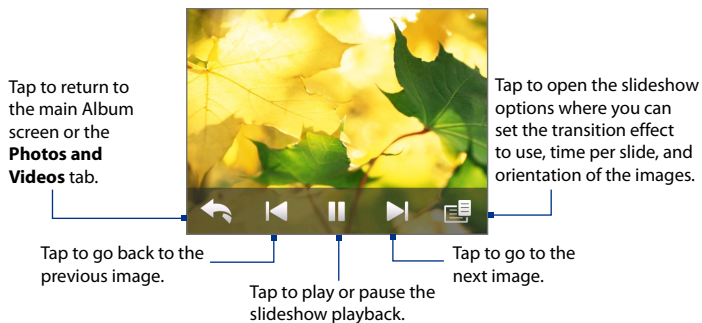 Tap to return to
the main Album
screen or the
Photos and
Videos tab.
Tap to open the slideshow
options where you can
set the transition effect
to use, time per slide, and
orientation of the images.
Tap to go back to the
previous image.
Tap to go to the
next image.
Tap to play or pause the
slideshow playback.